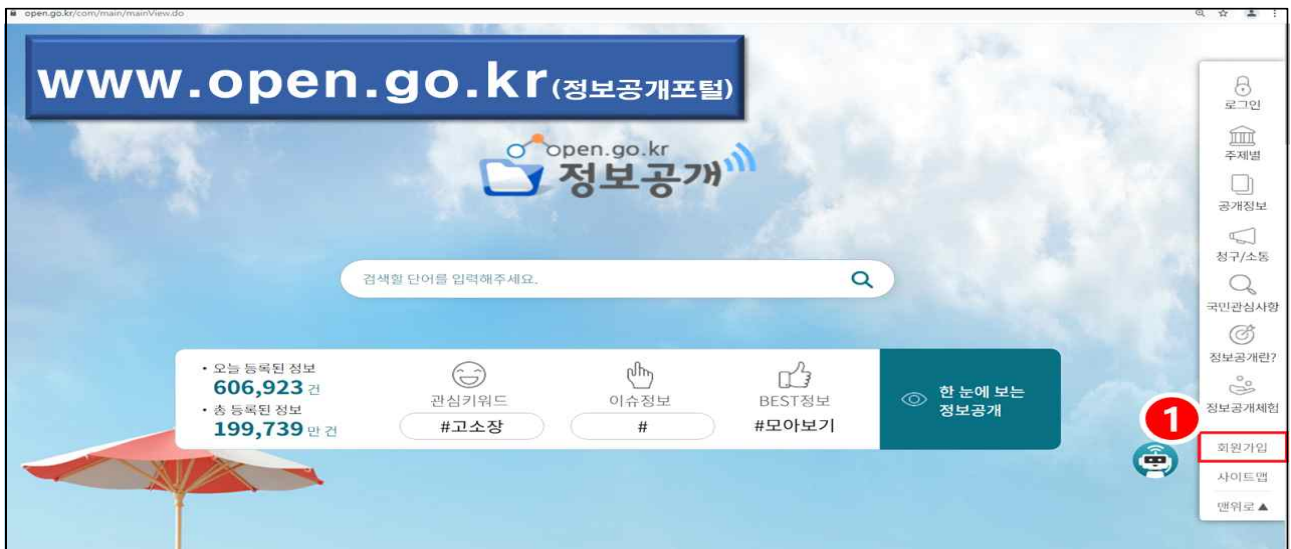 open.go.kr/com/main/mainView.do
www.open.go.kr(정보공개포털)
open.go.kr
정보공개
검색할 단어를 입력해주세요.
• 오늘 등록된 정보
606,923 건
• 총 등록된 정보
199,739 만 건
관심키워드
#고소장
이슈정보
#
BEST정보
#모아보기
한 눈에 보는
정보공개
로그인
주제별
공개정보
청구/소통
국민관심사항
정보공개란?
정보공개체험
1
회원가입
사이트맵
맨위로▲